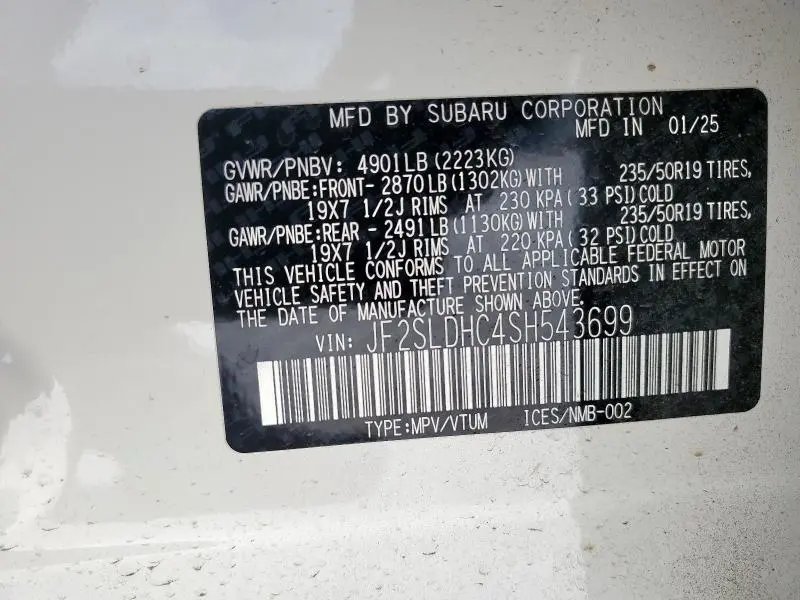 MFD BY SUBARU CORPORATION
MFD IN 01/25
GVWR/PNBV: 4901LB(2223KG)
GAWR/PNBE:FRONT- 2870LB(1302KG)WITH 235/50R19 TIRES,
19X7 1/2J RIMS AT 230 KPA( 33 PSI)COLD
GAWR/PNBE:REAR - 2491LB(1130KG)WITH 235/50R19 TIRES,
19X7 1/2J RIMS AT 220 KPA( 32 PSI)COLD
THIS VEHICLE CONFORMS TO ALL APPLICABLE FEDERAL MOTOR
VEHICLE SAFETY AND THEFT PREVENTION STANDARDS IN EFFECT ON
THE DATE OF MANUFACTURE SHOWN ABOVE.
VIN: JF2SLDHC4SH543699
TYPE:MPV/VTUM ICES/NMB-002